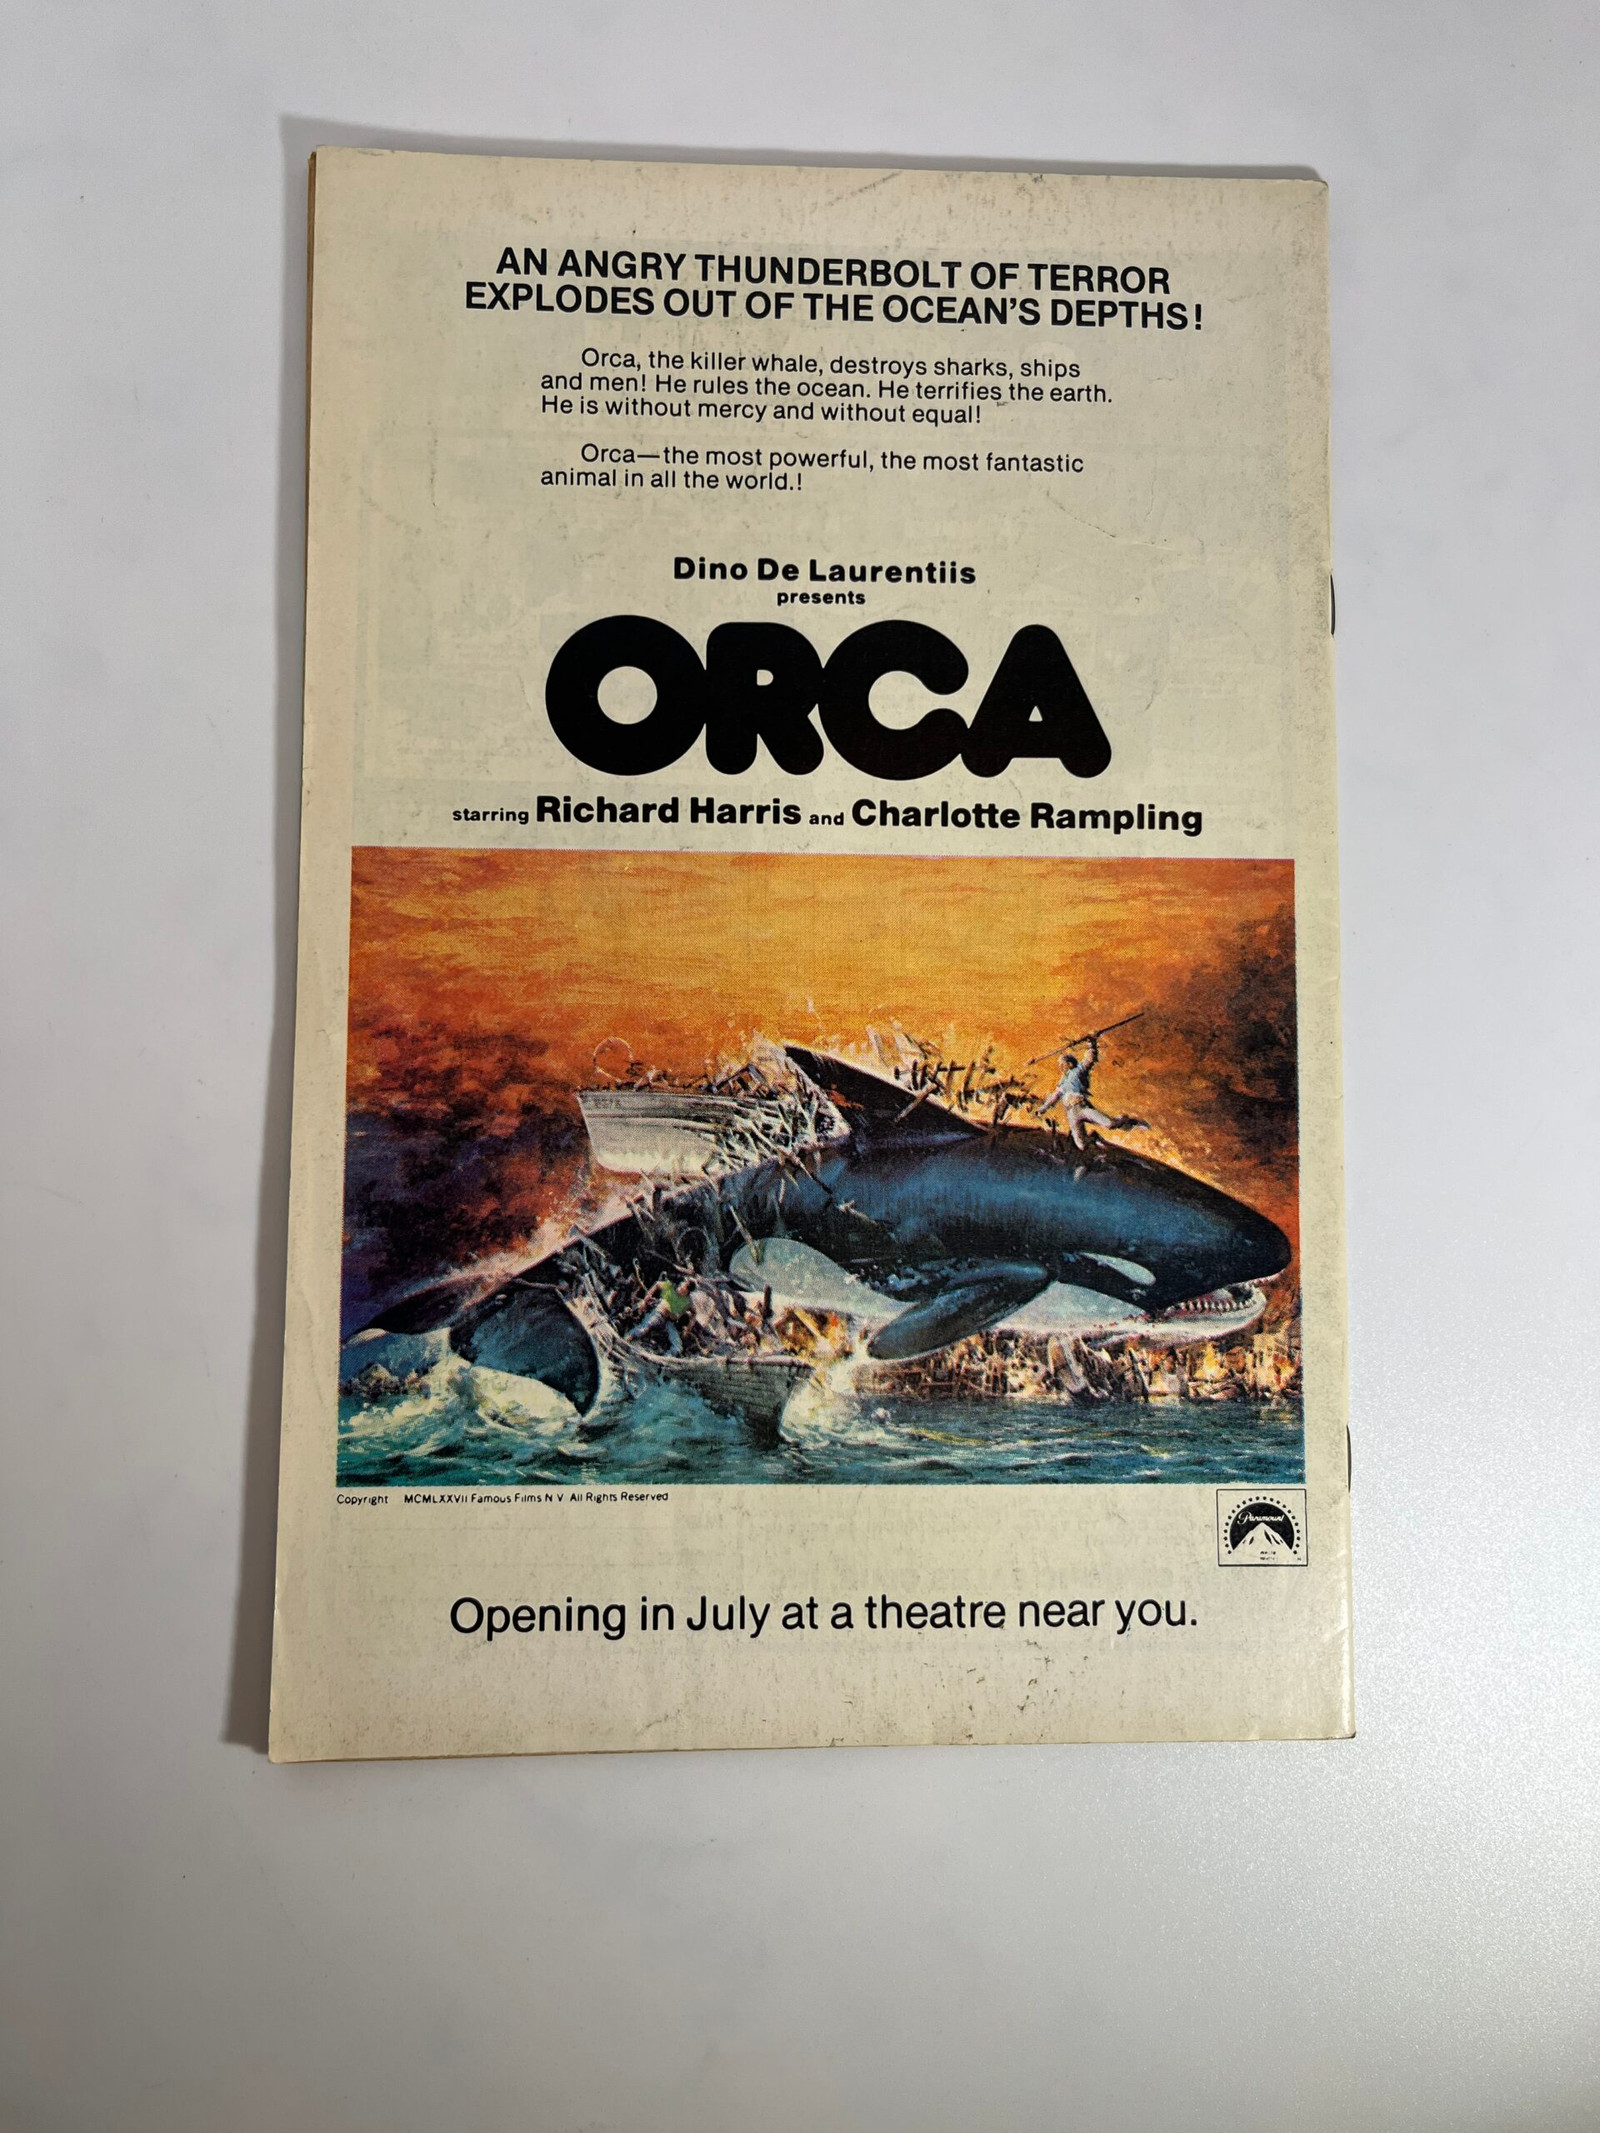 AN ANGRY THUNDERBOLT OF TERROR
EXPLODES OUT OF THE OCEAN'S DEPTHS!
Orca, the killer whale, destroys sharks, ships
and men! He rules the ocean. He terrifies the earth.
He is without mercy and without equal!
Orca—the most powerful, the most fantastic
animal in all the world.!
Dino De Laurentiis
presents
ORCA
starring Richard Harris and Charlotte Rampling
Copyright MCMLXXVII Famous Films N V All Rights Reserved
Paramount
Opening in July at a theatre near you.